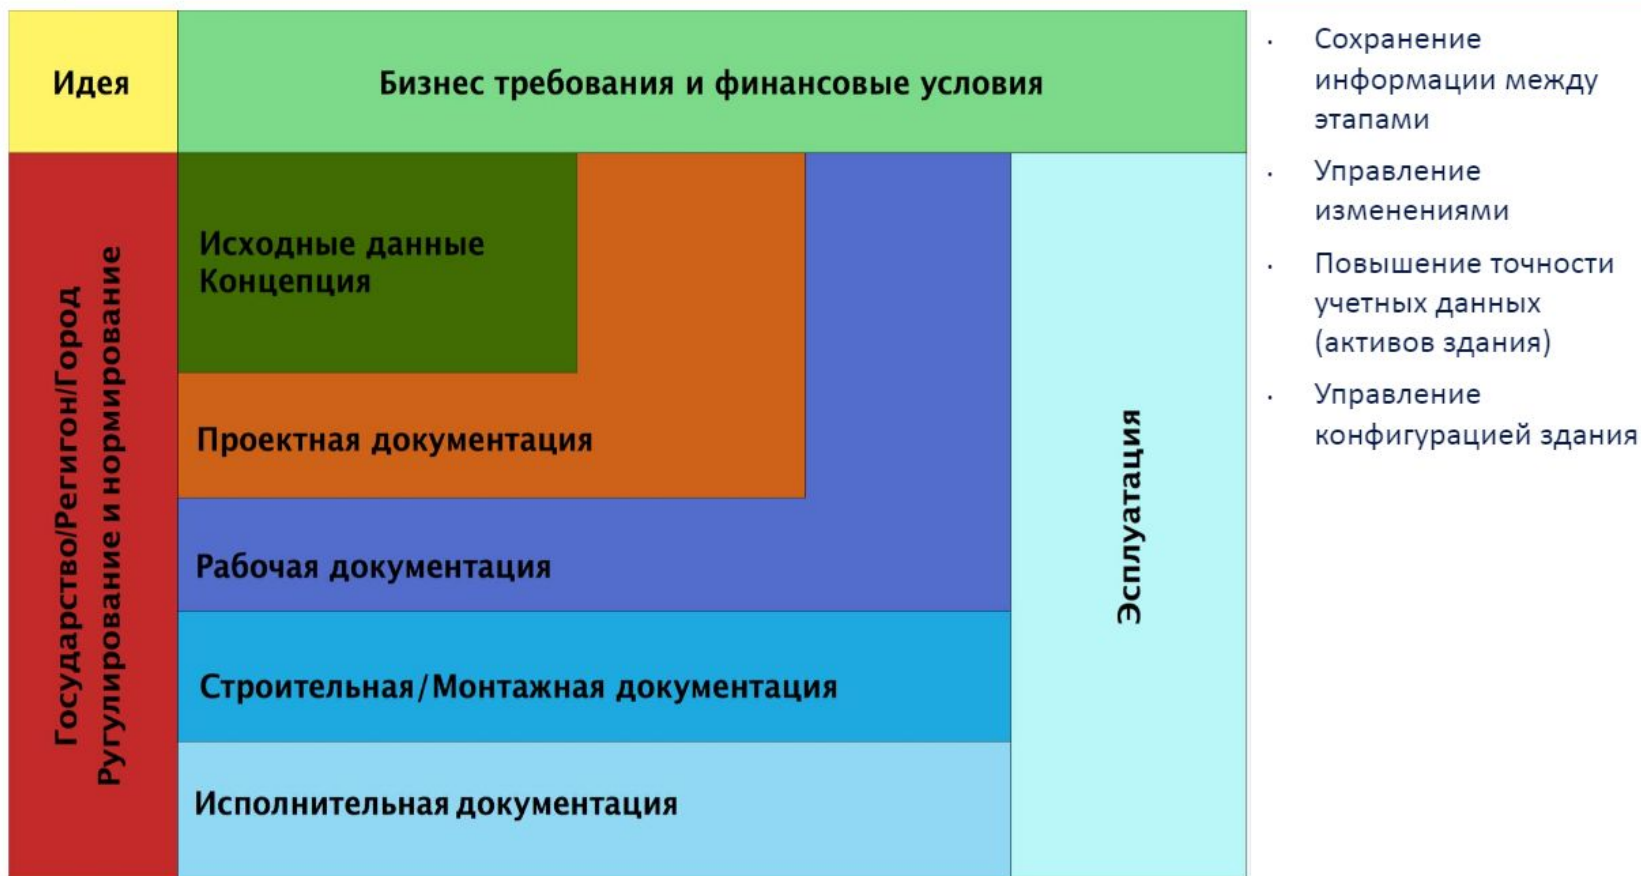 Идея
Бизнес требования и финансовые условия
Государство/Регигон/Город
Ругулирование и нормирование
Исходные данные
Концепция
Проектная документация
Рабочая документация
Строительная/Монтажная документация
Исполнительная документация
Эсплуатация
· Сохранение
информации между
этапами
· Управление
изменениями
· Повышение точности
учетных данных
(активов здания)
· Управление
конфигурацией здания